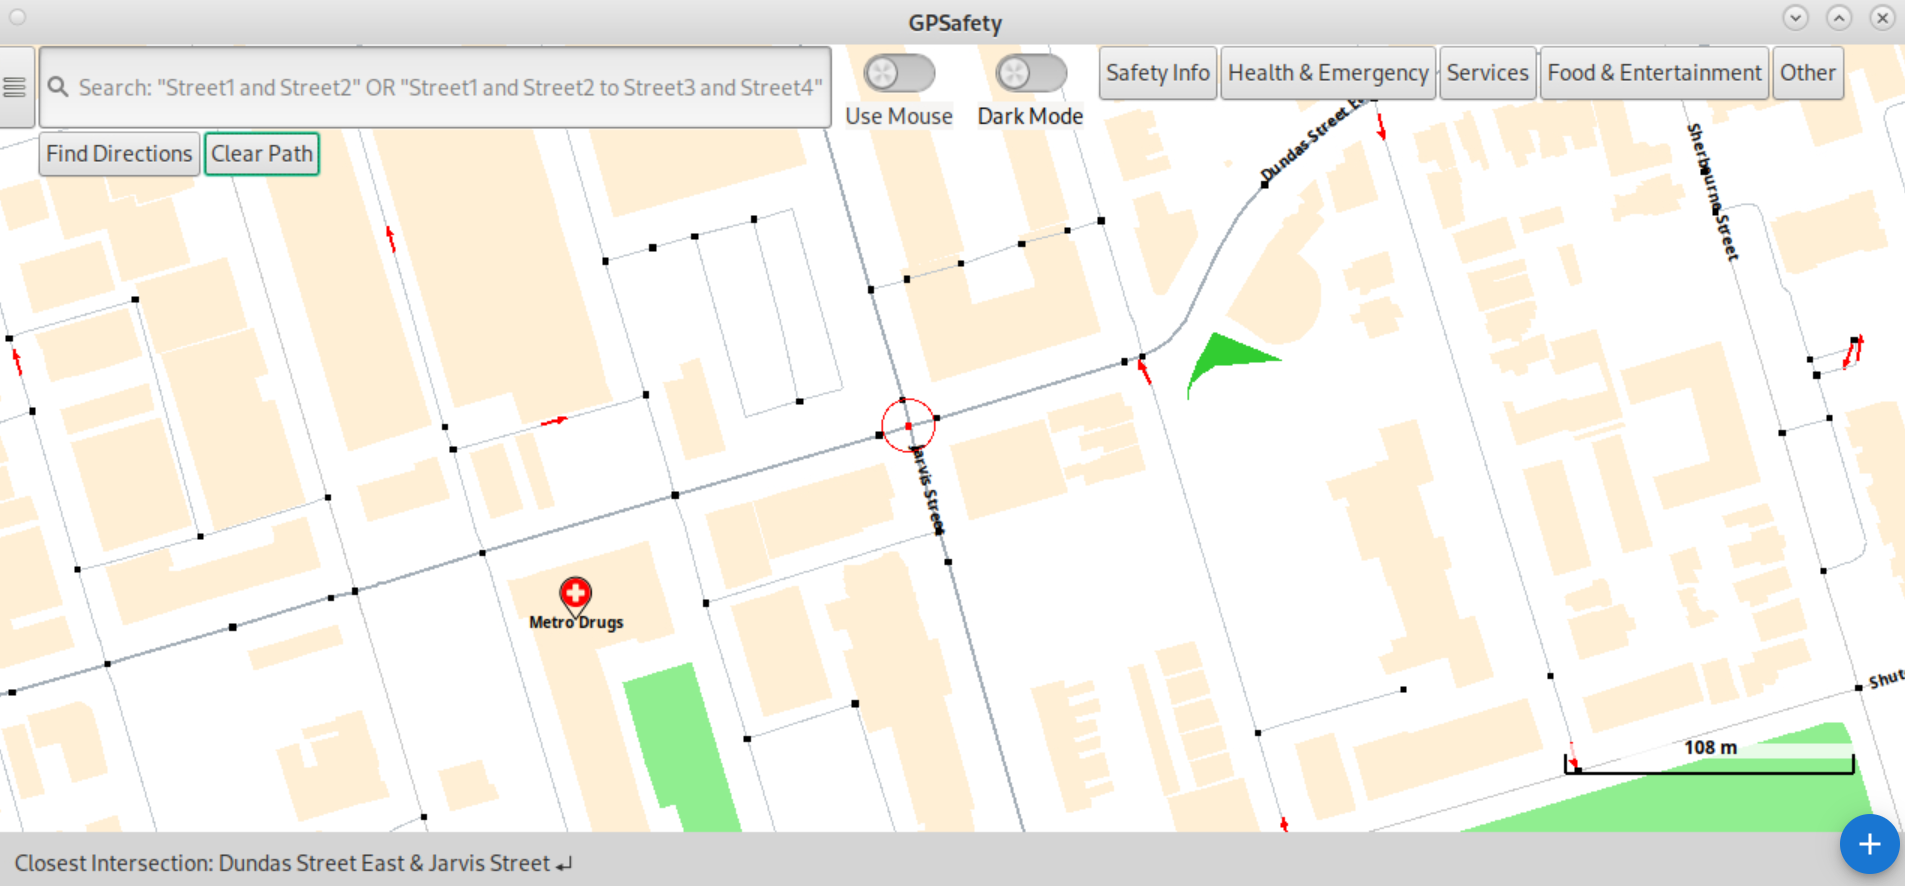 GPSafety
Search: "Street1 and Street2" OR "Street1 and Street2 to Street3 and Street4"
Use Mouse
Dark Mode
Safety Info
Health & Emergency
Services
Food & Entertainment
Other
Find Directions
Clear Path
Dundas Street
Sherbourne Street
Jarvis Street
Metro Drugs
108 m
Closest Intersection: Dundas Street East & Jarvis Street ↵